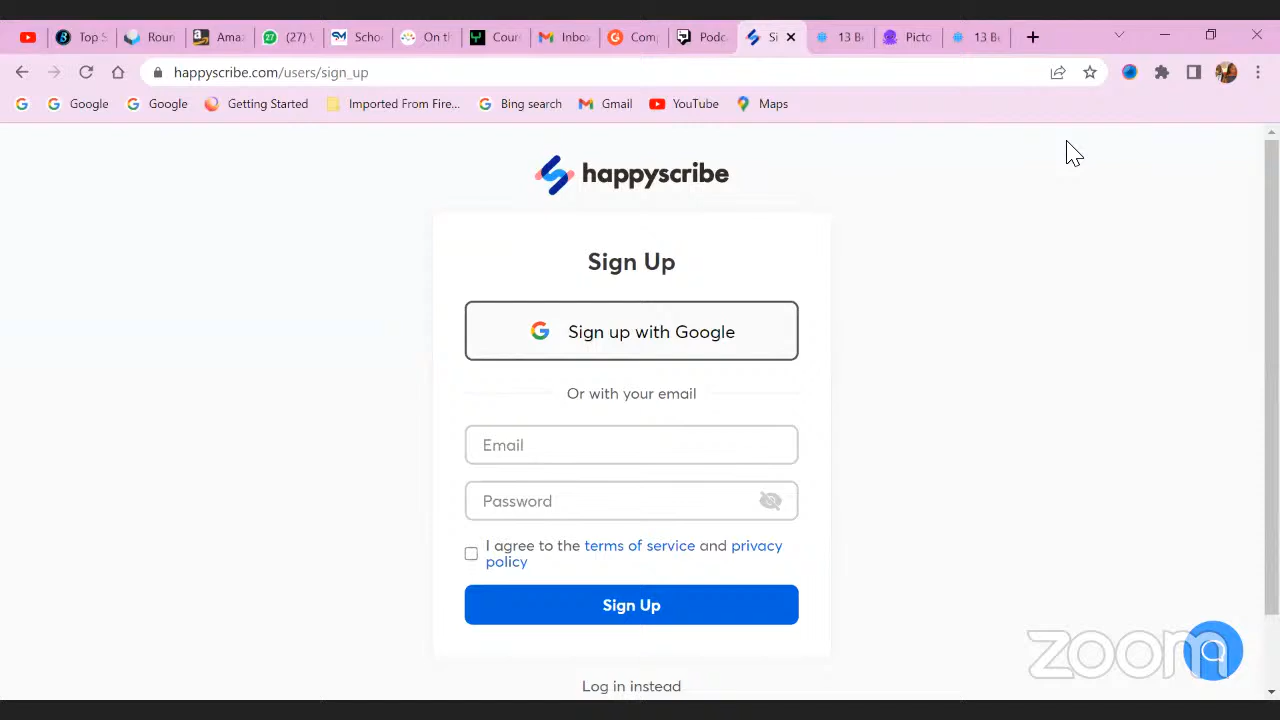 Top S
Roun
Ama
27
(27) V
Scho
On th
Cour
Inbo
Com
Podc
Si
13 B
Picto
13 B
happyscribe.com/users/sign_up
Google
Google
Getting Started
Imported From Fire...
Bing search
Gmail
YouTube
Maps
happyscribe
Sign Up
Sign up with Google
Or with your email
Email
Password
I agree to the terms of service and privacy
policy
Sign Up
Log in instead
zoom